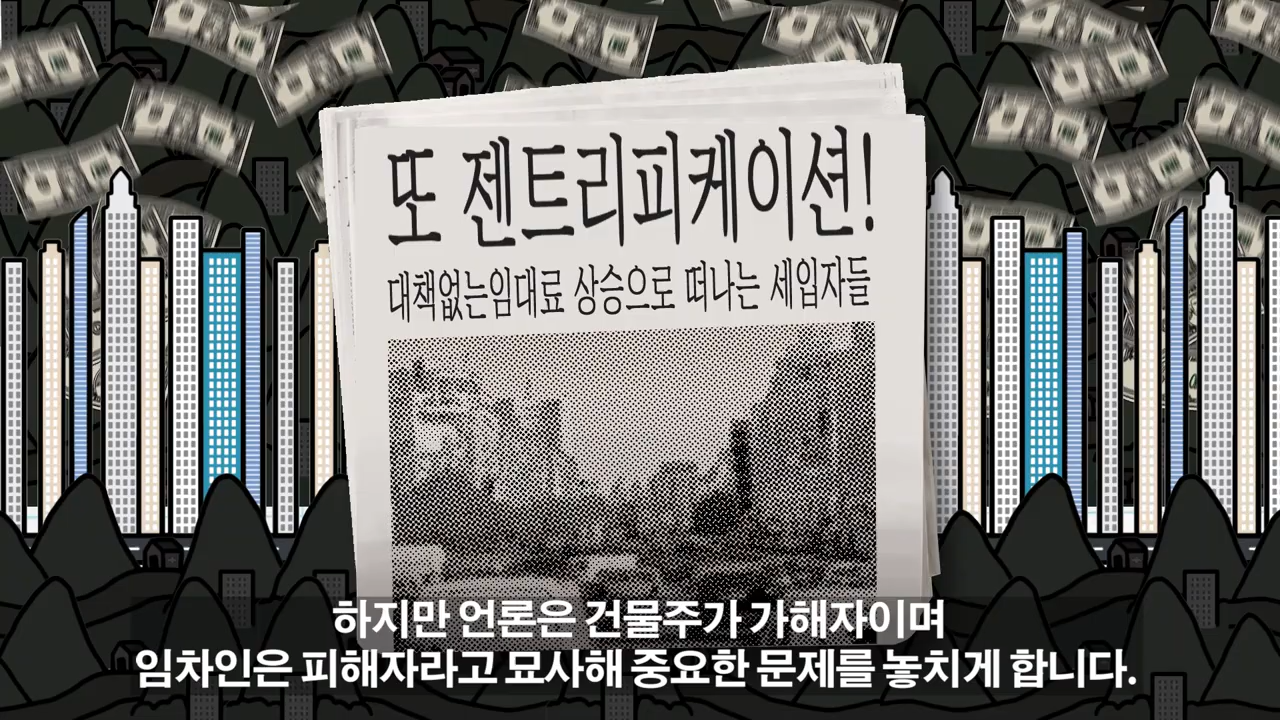 또 젠트리피케이션!
대책없는임대료 상승으로 떠나는 세입자들
하지만 언론은 건물주가 가해자이며
임차인은 피해자라고 묘사해 중요한 문제를 놓치게 합니다.